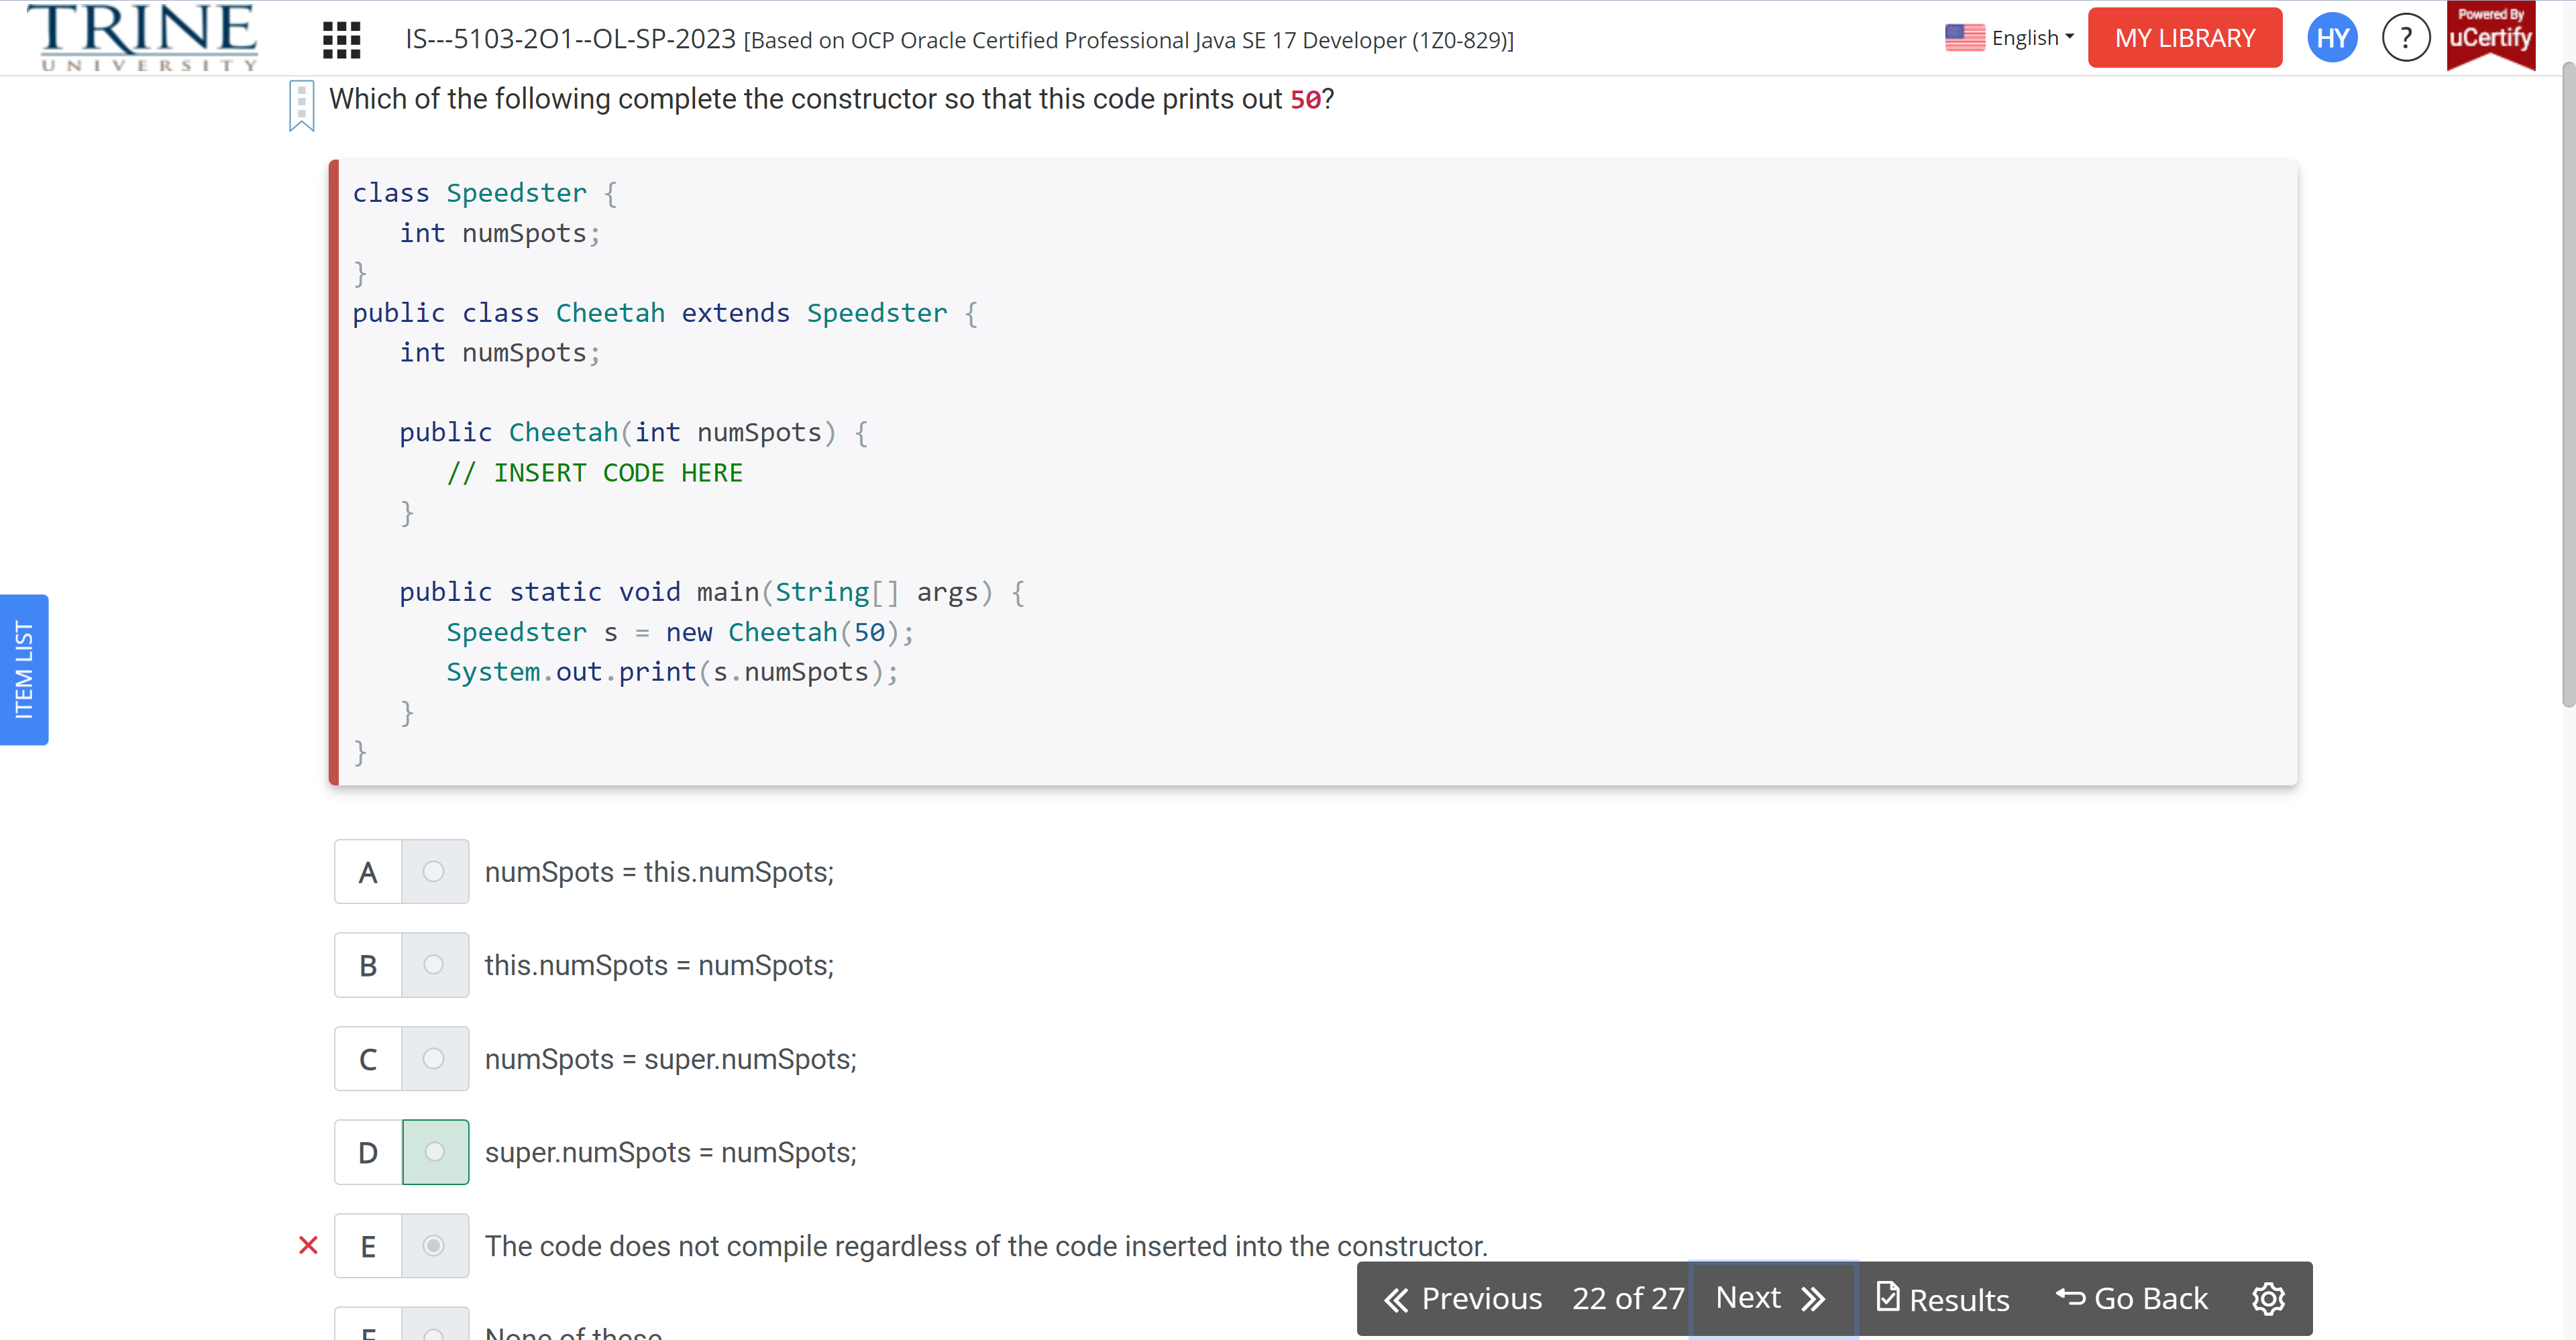 TRINE
UNIVERSITY
IS---5103-2O1--OL-SP-2023 [Based on OCP Oracle Certified Professional Java SE 17 Developer (1Z0-829)]
English
MY LIBRARY
HY
?
Powered By
uCertify
Which of the following complete the constructor so that this code prints out 50?
class Speedster {
   int numSpots;
}
public class Cheetah extends Speedster {
   int numSpots;

   public Cheetah(int numSpots) {
      // INSERT CODE HERE
   }

   public static void main(String[] args) {
      Speedster s = new Cheetah(50);
      System.out.print(s.numSpots);
   }
}
ITEM LIST
A numSpots = this.numSpots;
B this.numSpots = numSpots;
C numSpots = super.numSpots;
D super.numSpots = numSpots;
E The code does not compile regardless of the code inserted into the constructor.
F None of these
Previous 22 of 27 Next Results Go Back